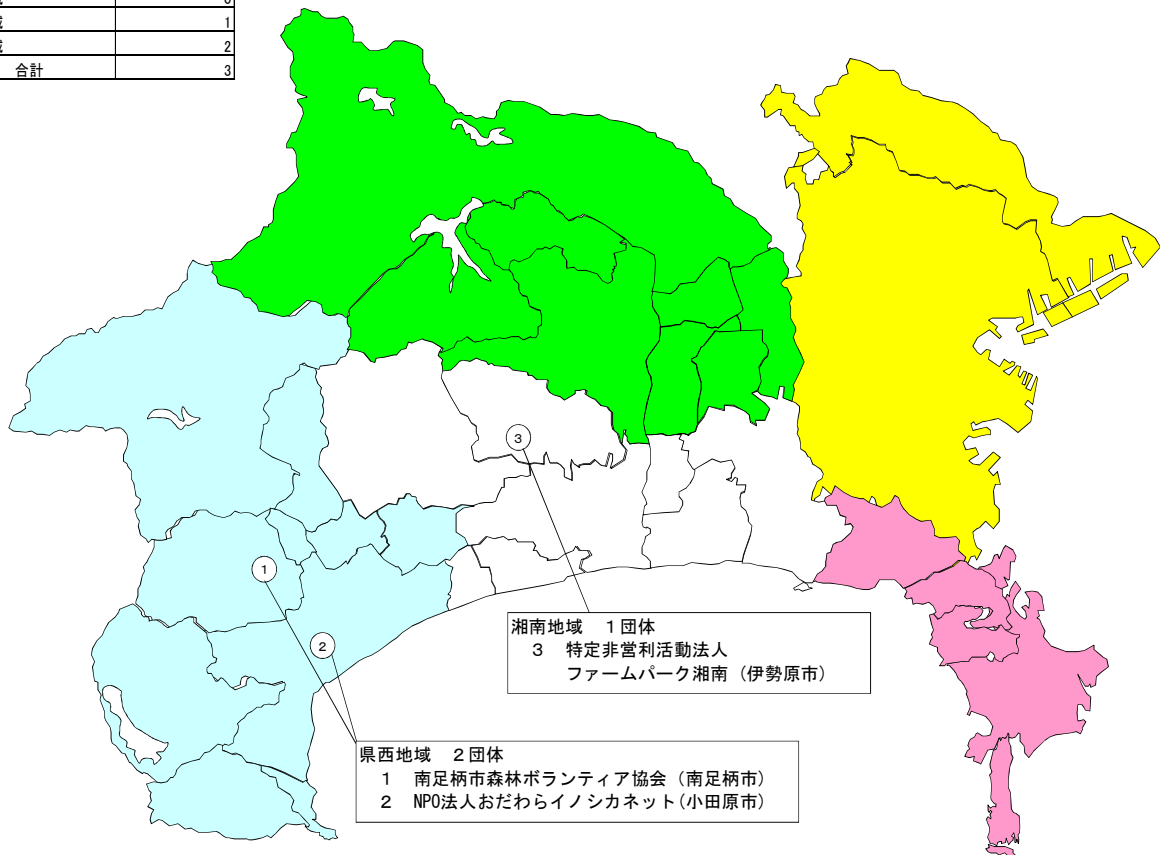 域 1
域 2
合計 3
3
1
2
湘南地域 1団体
3 特定非営利活動法人
ファームパーク湘南(伊勢原市)
県西地域 2団体
1 南足柄市森林ボランティア協会(南足柄市)
2 NPO法人おだわらイノシカネット(小田原市)